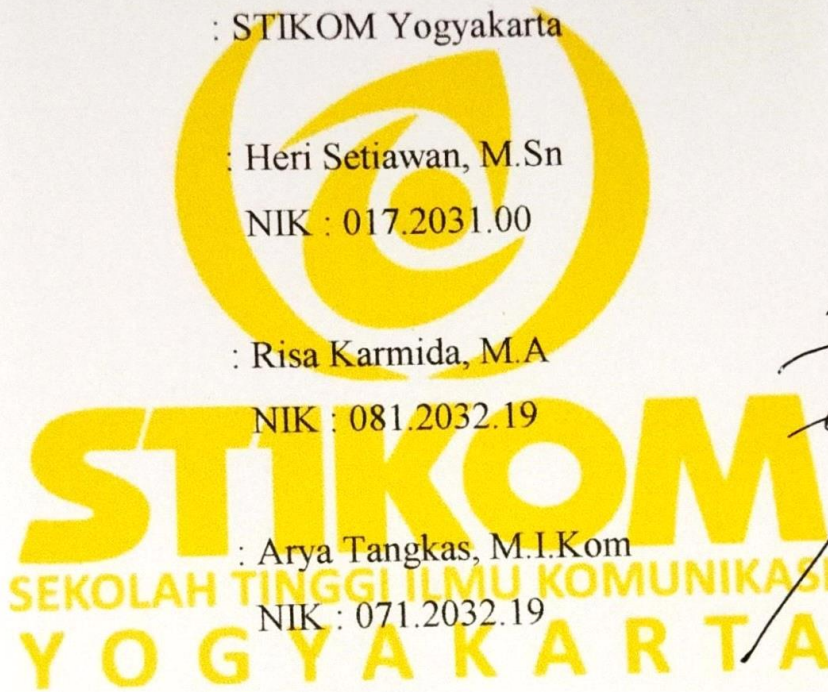 : STIKOM Yogyakarta
: Heri Setiawan, M.Sn
NIK : 017.2031.00
: Risa Karmida, M.A
NIK : 081.2032.19
STIKOM
: Arya Tangkas, M.I.Kom
SEKOLAH TINGGI ILMU KOMUNIKASI
NIK : 071.2032.19
YOGYAKARTA